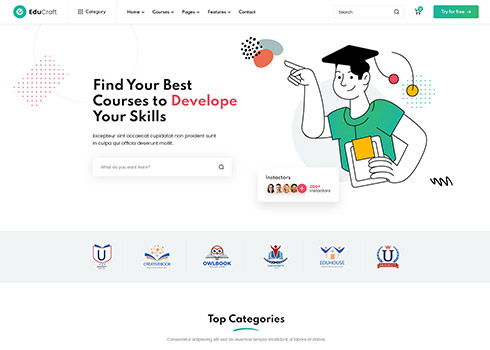 EduCraft
Category
Home
Courses
Pages
Features
Contact
Search
0
Try for free →
Find Your Best
Courses to Develope
Your Skills
Excepteur sint occaecat cupidatat non proident sunt
in culpa qui officia deserunt mollit.
What do you want learn?
Instactors
200+
Instactors
U
CREATIVEBOOK
OWLBOOK
UNIVERSITY
EDUHOUSE
U
Top Categories
Consectetur adipiscing elit sed do eiusmod tempor incididunt ut labore et dolore.